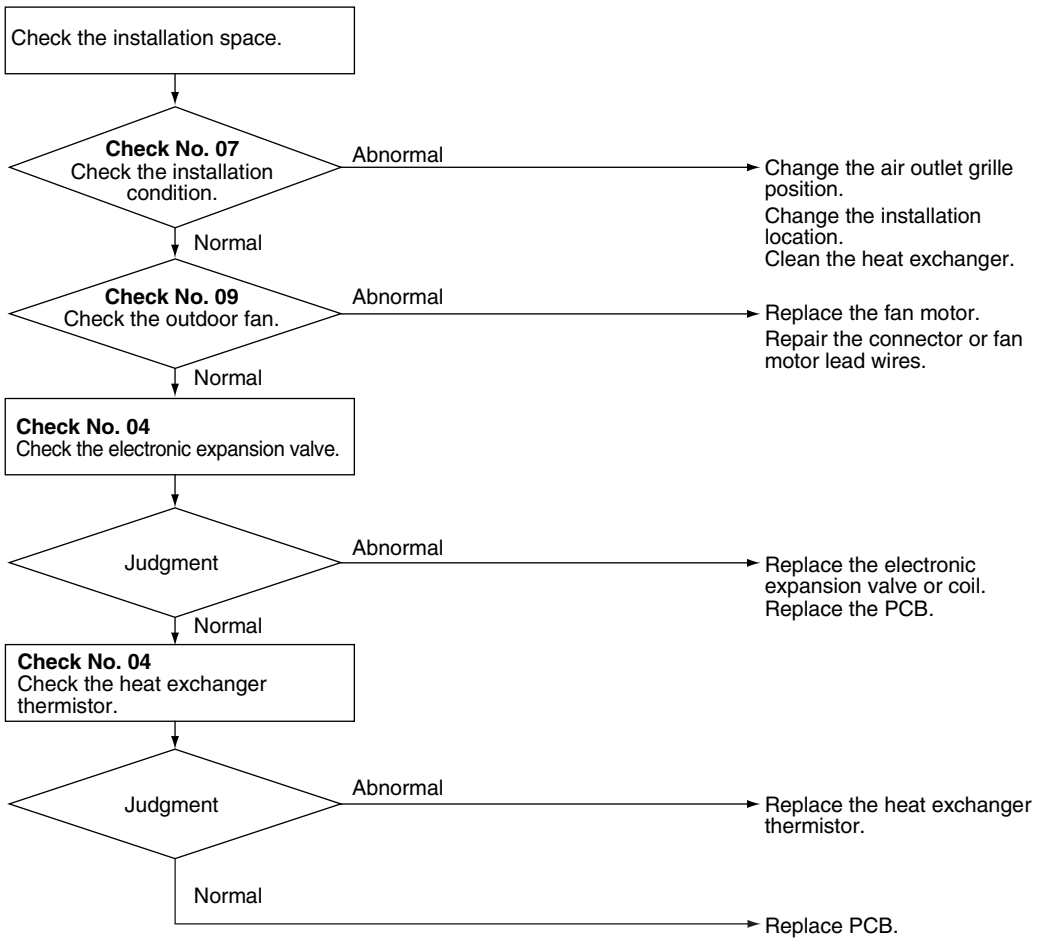 Check the installation space.
Check No. 07
Check the installation
condition.
Abnormal
Change the air outlet grille
position.
Change the installation
location.
Clean the heat exchanger.
Normal
Check No. 09
Check the outdoor fan.
Abnormal
Replace the fan motor.
Repair the connector or fan
motor lead wires.
Normal
Check No. 04
Check the electronic expansion valve.
Judgment
Abnormal
Replace the electronic
expansion valve or coil.
Replace the PCB.
Normal
Check No. 04
Check the heat exchanger
thermistor.
Judgment
Abnormal
Replace the heat exchanger
thermistor.
Normal
Replace PCB.